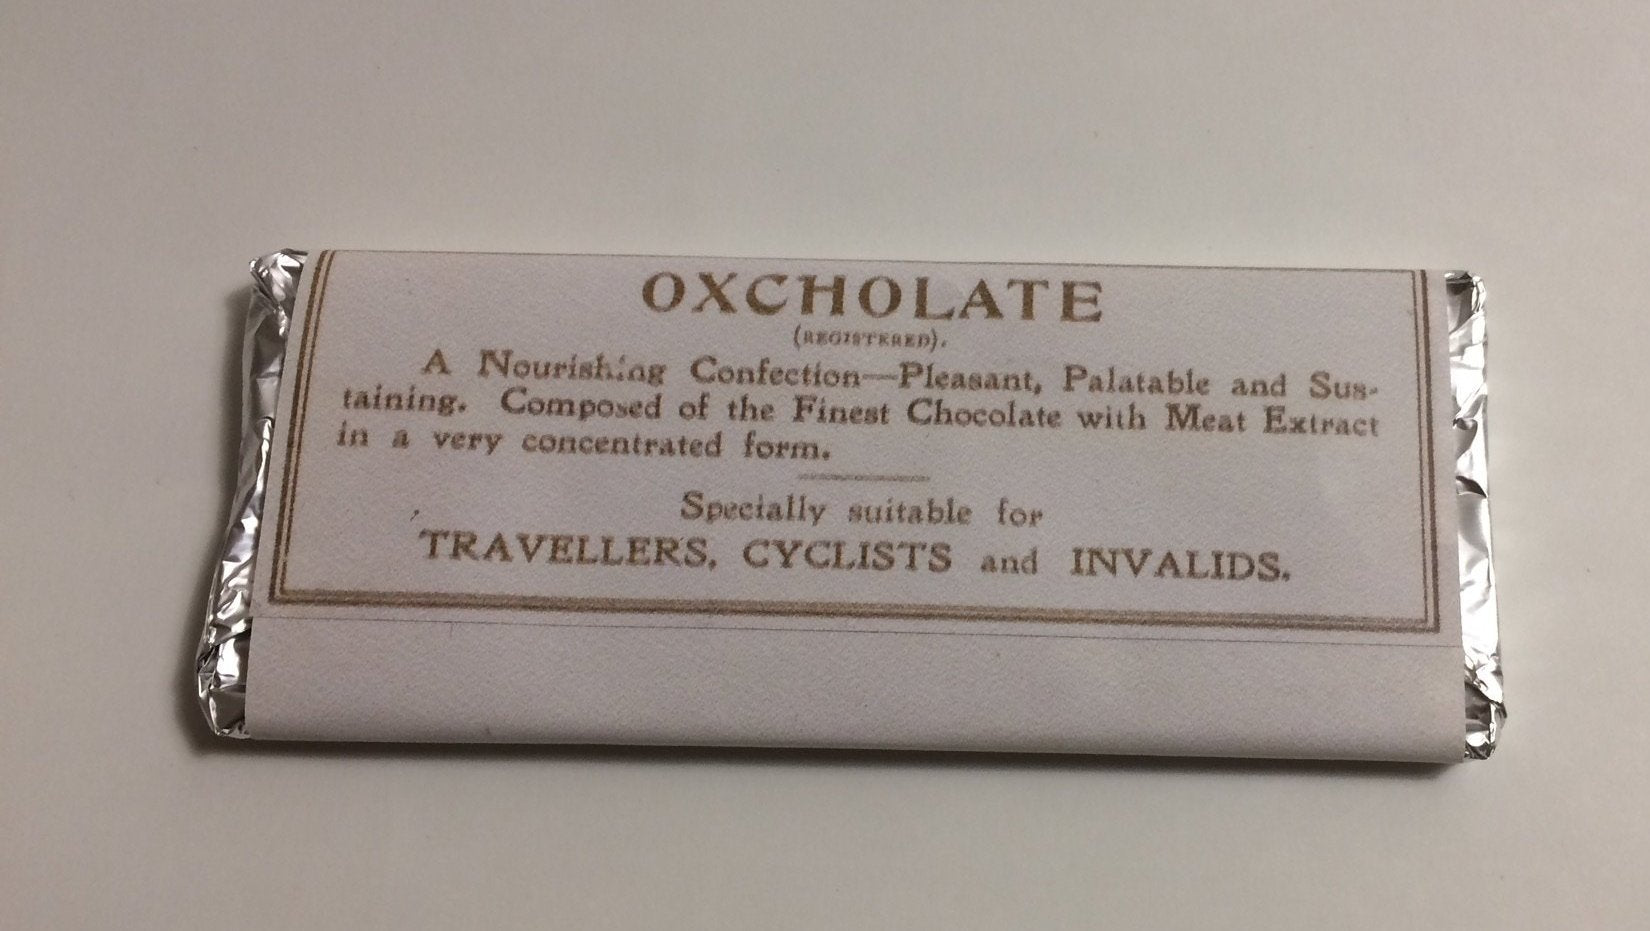 OXCHOLATE
(REGISTERED).
A Nourishing Confection—Pleasant, Palatable and Sus-
taining. Composed of the Finest Chocolate with Meat Extract
in a very concentrated form.
Specially suitable for
TRAVELLERS, CYCLISTS and INVALIDS.